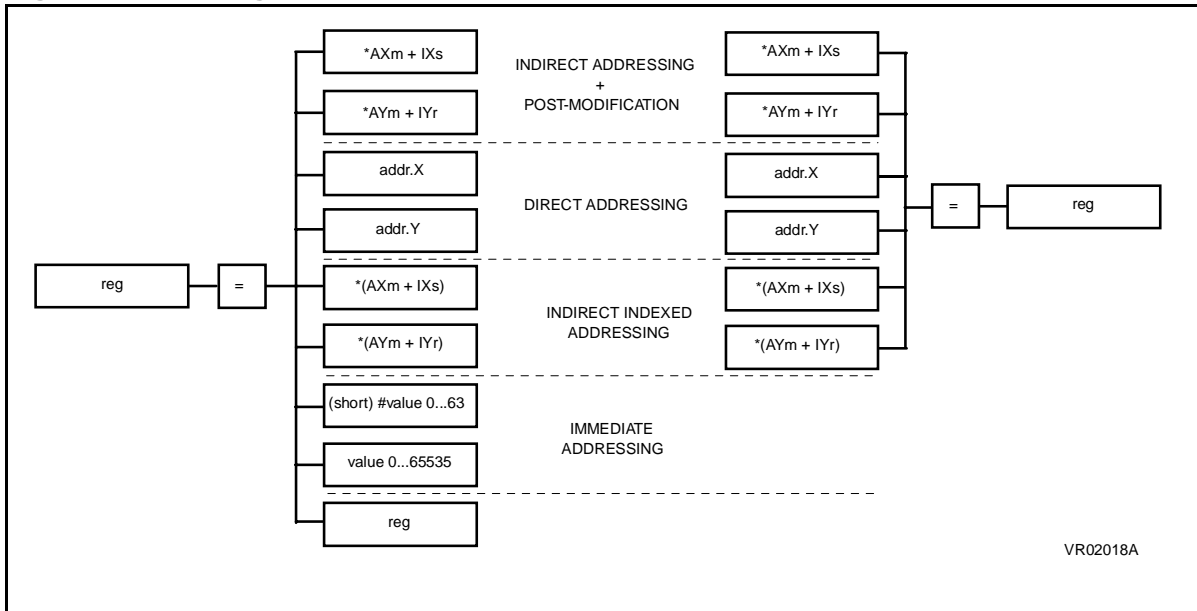 *AXm + IXs
INDIRECT ADDRESSING
+
POST-MODIFICATION
*AXm + IXs
*AYm + IYr
*AYm + IYr
addr.X
DIRECT ADDRESSING
addr.X
addr.Y
addr.Y
=
reg
reg
=
*(AXm + IXs)
INDIRECT INDEXED
ADDRESSING
*(AXm + IXs)
*(AYm + IYr)
*(AYm + IYr)
(short) #value 0...63
IMMEDIATE
ADDRESSING
value 0...65535
reg
VR02018A